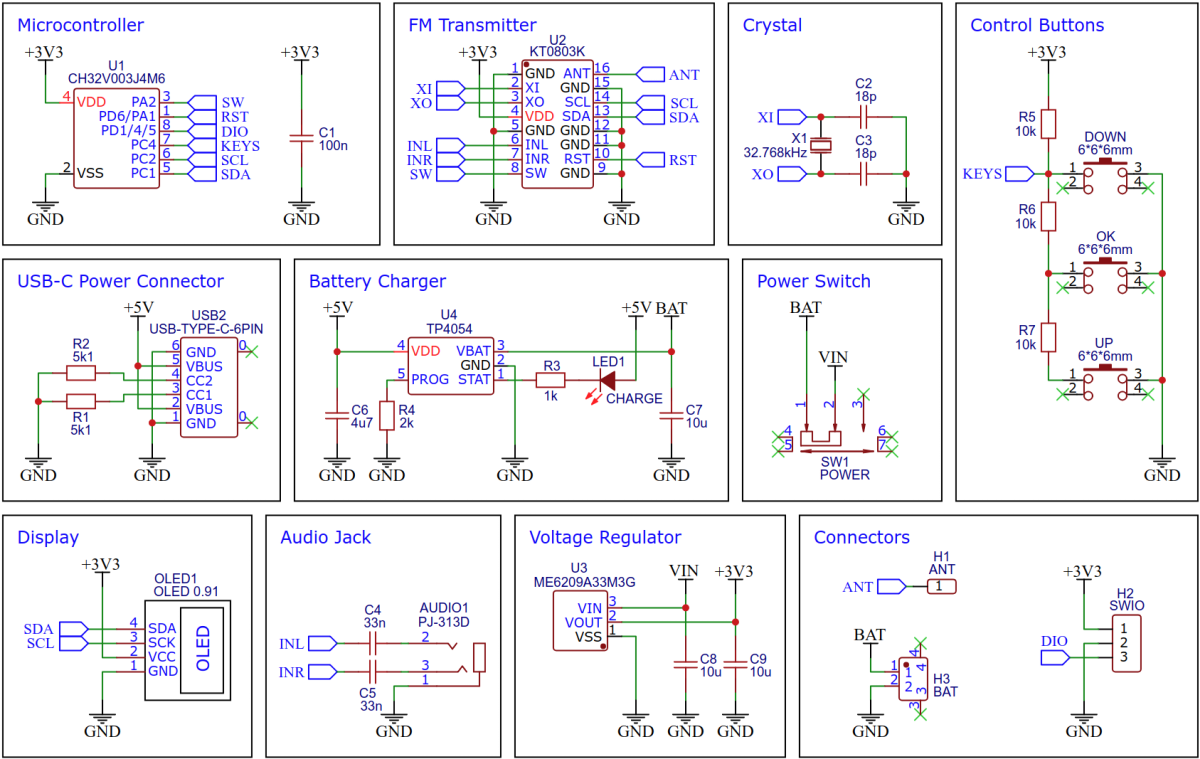 Microcontroller
+3V3
+3V3
U1
CH32V003J4M6
4 VDD
PA2 3 SW
PD6/PA1 1 RST
PD1/4/5 8 DIO
PC4 7 KEYS
PC2 6 SCL
2 VSS
PC1 5 SDA
C1
100n
GND
GND
FM Transmitter
+3V3
U2
KT0803K
1 GND ANT 16 ANT
XI 2 XI GND 15
XO 3 XO SCL 14 SCL
4 VDD SDA 13 SDA
5 GND GND 12
INL 6 INL GND 11
INR 7 INR RST 10 RST
SW 8 SW GND 9
GND
GND
Crystal
C2
18p
XI
X1
32.768kHz
C3
18p
XO
GND
Control Buttons
+3V3
R5
10k
DOWN
6*6*6mm
KEYS
1 3
2 4
R6
10k
OK
6*6*6mm
1 3
2 4
R7
10k
UP
6*6*6mm
1 3
2 4
GND
USB-C Power Connector
+5V
USB2
USB-TYPE-C-6PIN
R2
5k1
R1
5k1
6 GND 0
5 VBUS
4 CC2
3 CC1
2 VBUS
1 GND 0
GND
GND
Battery Charger
+5V
U4
TP4054
+5V
BAT
4 VDD VBAT 3
GND 2
5 PROG STAT 1
R3
1k
LED1
CHARGE
C6
4u7
R4
2k
C7
10u
GND
GND
GND
GND
Power Switch
BAT
VIN
1 2 3
4 6
5 7
SW1
POWER
Display
+3V3
OLED1
OLED 0.91
SDA 4 SDA
SCL 3 SCK
2 VCC
1 GND
OLED
GND
Audio Jack
C4
33n
AUDIO1
PJ-313D
INL 2
INR 3
1
C5
33n
GND
Voltage Regulator
U3
ME6209A33M3G
VIN
+3V3
VIN 3
VOUT 2
VSS 1
C8
10u
C9
10u
GND
GND
GND
Connectors
H1
ANT
ANT 1
BAT
1 1 4 4
2 2 3 3
H3
BAT
GND
+3V3
H2
SWIO
DIO
1
2
3
GND